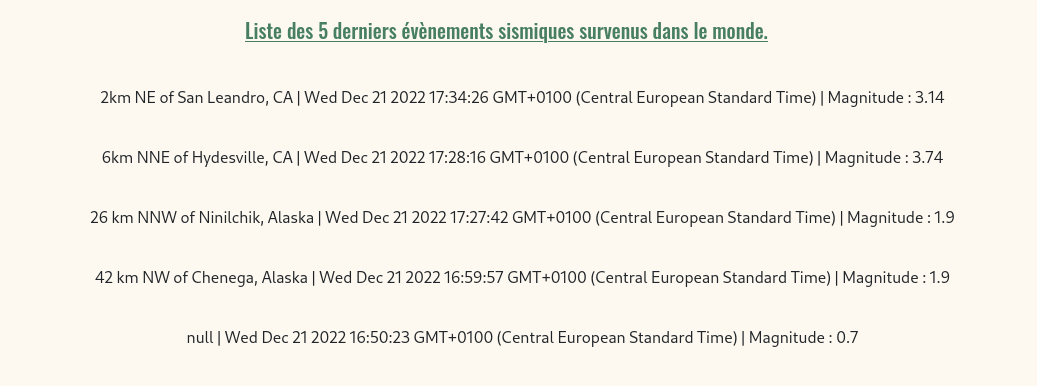 Liste des 5 derniers évènements sismiques survenus dans le monde.
2km NE of San Leandro, CA | Wed Dec 21 2022 17:34:26 GMT+0100 (Central European Standard Time) | Magnitude : 3.14
6km NNE of Hydesville, CA | Wed Dec 21 2022 17:28:16 GMT+0100 (Central European Standard Time) | Magnitude : 3.74
26 km NNW of Ninilchik, Alaska | Wed Dec 21 2022 17:27:42 GMT+0100 (Central European Standard Time) | Magnitude : 1.9
42 km NW of Chenega, Alaska | Wed Dec 21 2022 16:59:57 GMT+0100 (Central European Standard Time) | Magnitude : 1.9
null | Wed Dec 21 2022 16:50:23 GMT+0100 (Central European Standard Time) | Magnitude : 0.7